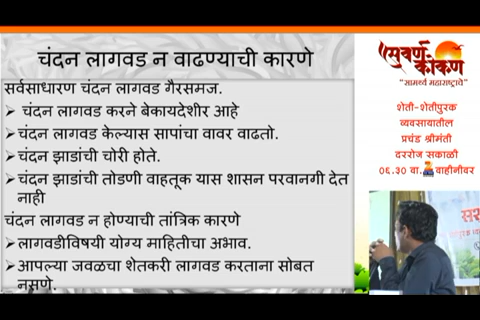 चंदन लागवड न वाढण्याची कारणे
सर्वसाधारण चंदन लागवड गैरसमज.
➢ चंदन लागवड करने बेकायदेशीर आहे
➢चंदन लागवड केल्यास सापांचा वावर वाढतो.
➢चंदन झाडांची चोरी होते.
➢चंदन झाडांची तोडणी वाहतूक यास शासन परवानगी देत
नाही
चंदन लागवड न होण्याची तांत्रिक कारणे
➢लागवडीविषयी योग्य माहितीचा अभाव.
➢आपल्या जवळचा शेतकरी लागवड करताना सोबत
नसणे.
सुवर्ण
कोकण
"सामर्थ्य महाराष्ट्राचे"
शेती-शेतीपुरक
व्यवसायातील
प्रचंड श्रीमंती
दररोज सकाळी
०६.३० वा. वाहीनीवर